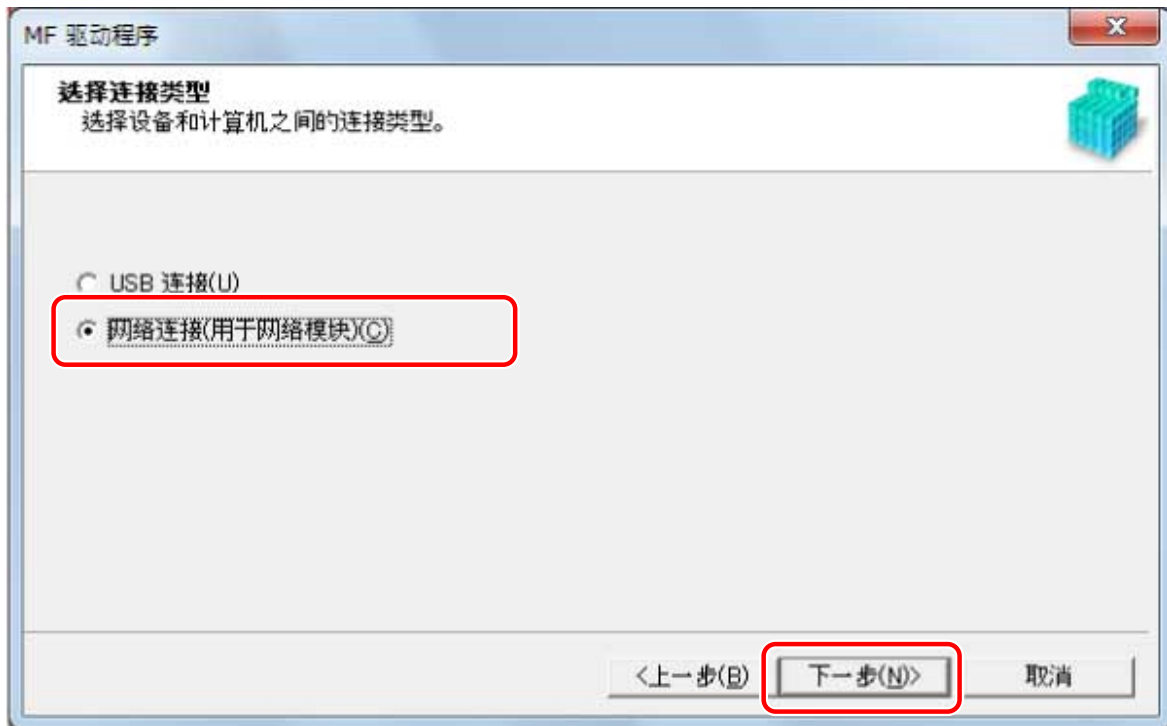 MF 驱动程序
选择连接类型
选择设备和计算机之间的连接类型。
USB 连接(U)
网络连接(用于网络模块)(C)
<上一步(B)
下一步(N)>
取消